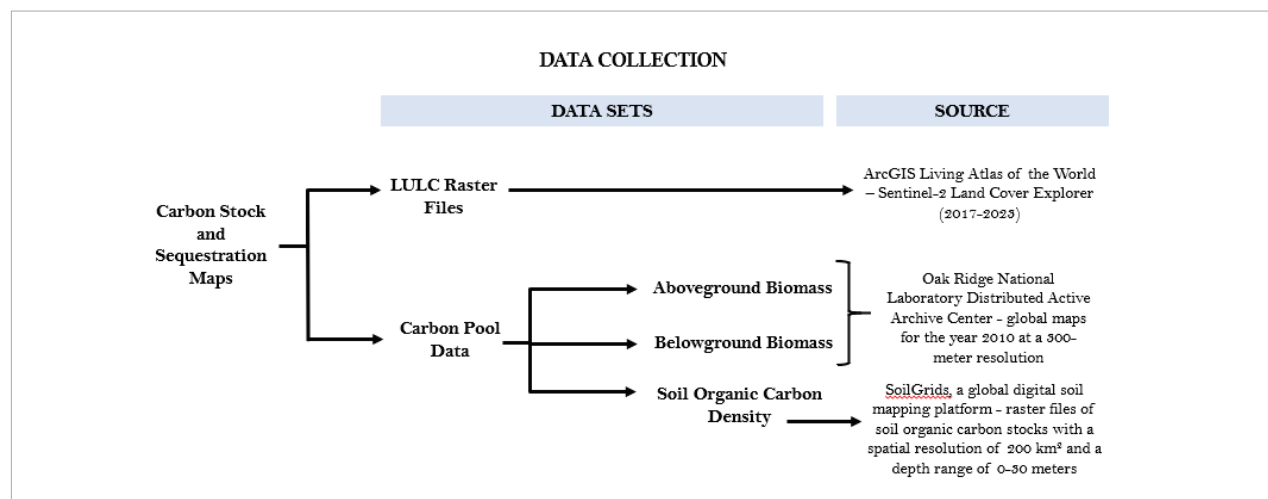 DATA COLLECTION
DATA SETS
SOURCE
Carbon Stock
and
Sequestration
Maps
LULC Raster
Files
ArcGIS Living Atlas of the World
– Sentinel-2 Land Cover Explorer
(2017-2023)
Carbon Pool
Data
Aboveground Biomass
Belowground Biomass
Oak Ridge National
Laboratory Distributed Active
Archive Center - global maps
for the year 2010 at a 300-
meter resolution
Soil Organic Carbon
Density
SoilGrids, a global digital soil
mapping platform - raster files of
soil organic carbon stocks with a
spatial resolution of 200 km² and a
depth range of 0-30 meters